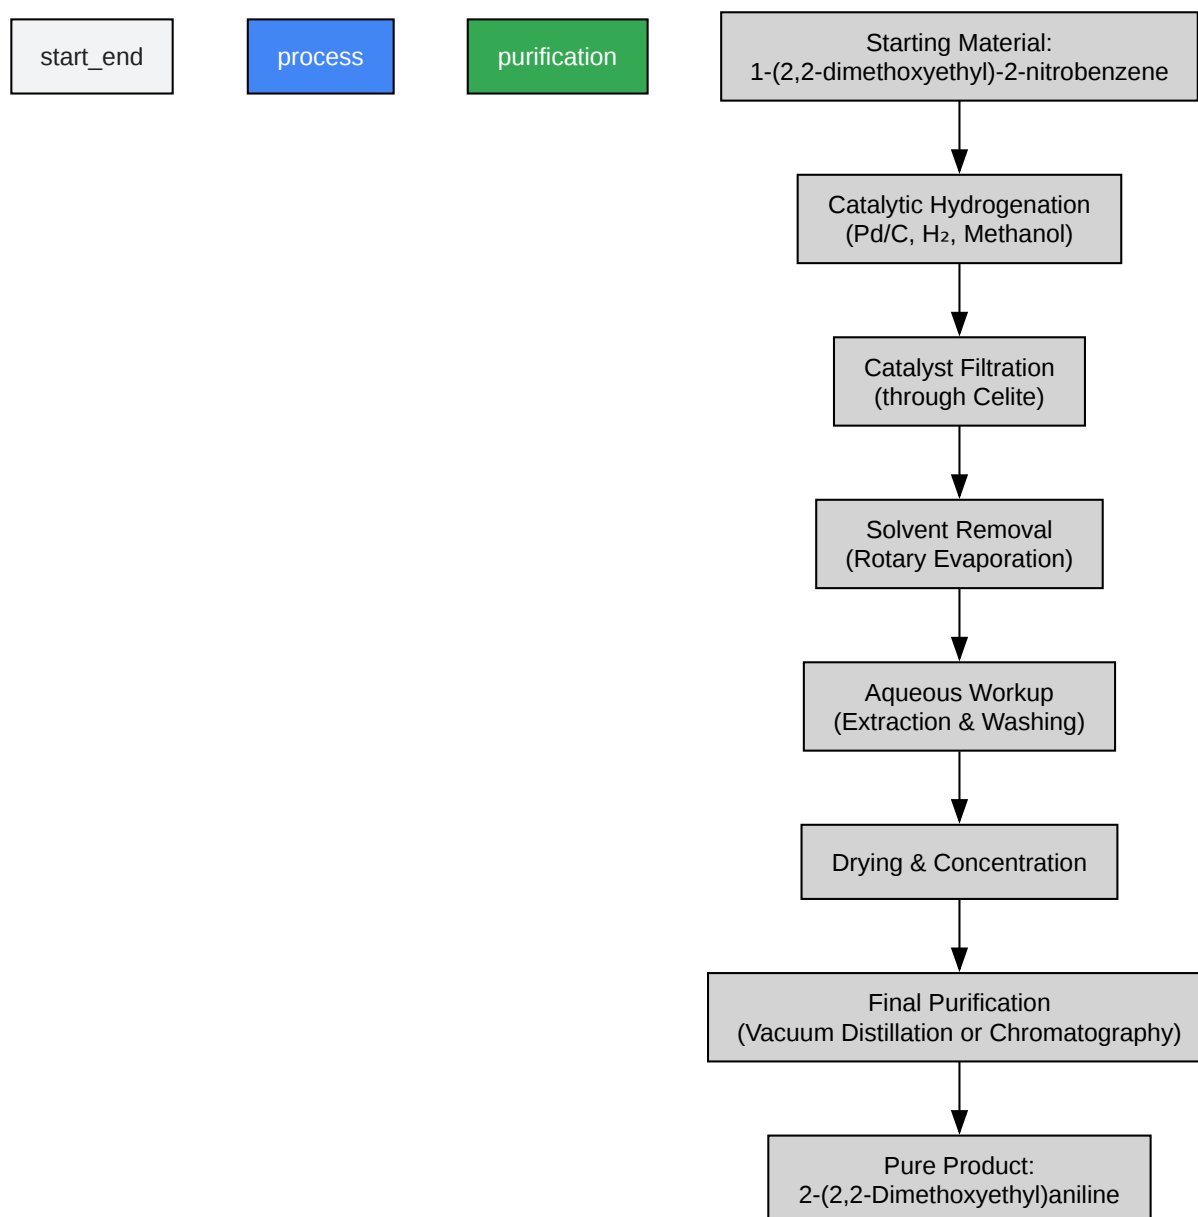 start_end
process
purification
Starting Material:
1-(2,2-dimethoxyethyl)-2-nitrobenzene
Catalytic Hydrogenation
(Pd/C, H₂, Methanol)
Catalyst Filtration
(through Celite)
Solvent Removal
(Rotary Evaporation)
Aqueous Workup
(Extraction & Washing)
Drying & Concentration
Final Purification
(Vacuum Distillation or Chromatography)
Pure Product:
2-(2,2-Dimethoxyethyl)aniline